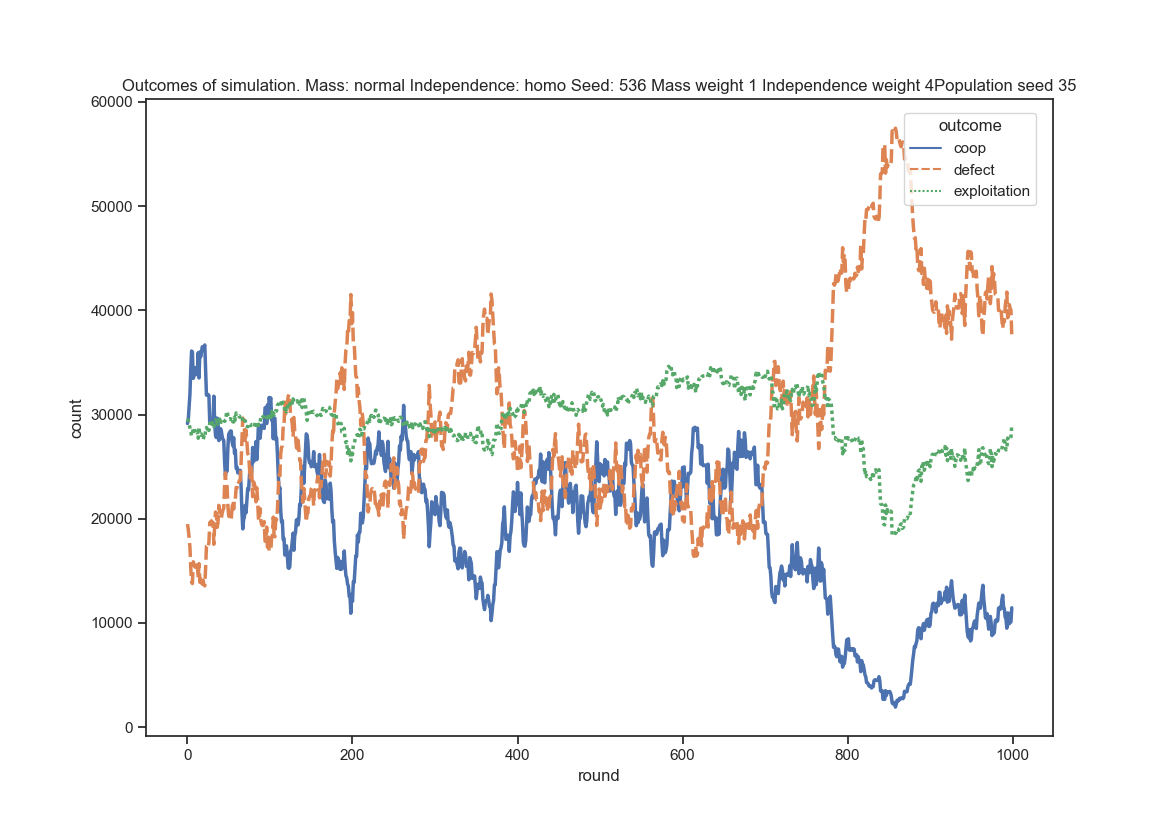 Outcomes of simulation. Mass: normal Independence: homo Seed: 536 Mass weight 1 Independence weight 4Population seed 35
60000
50000
40000
30000
20000
10000
0
count
outcome
coop
defect
exploitation
0 200 400 600 800 1000
round